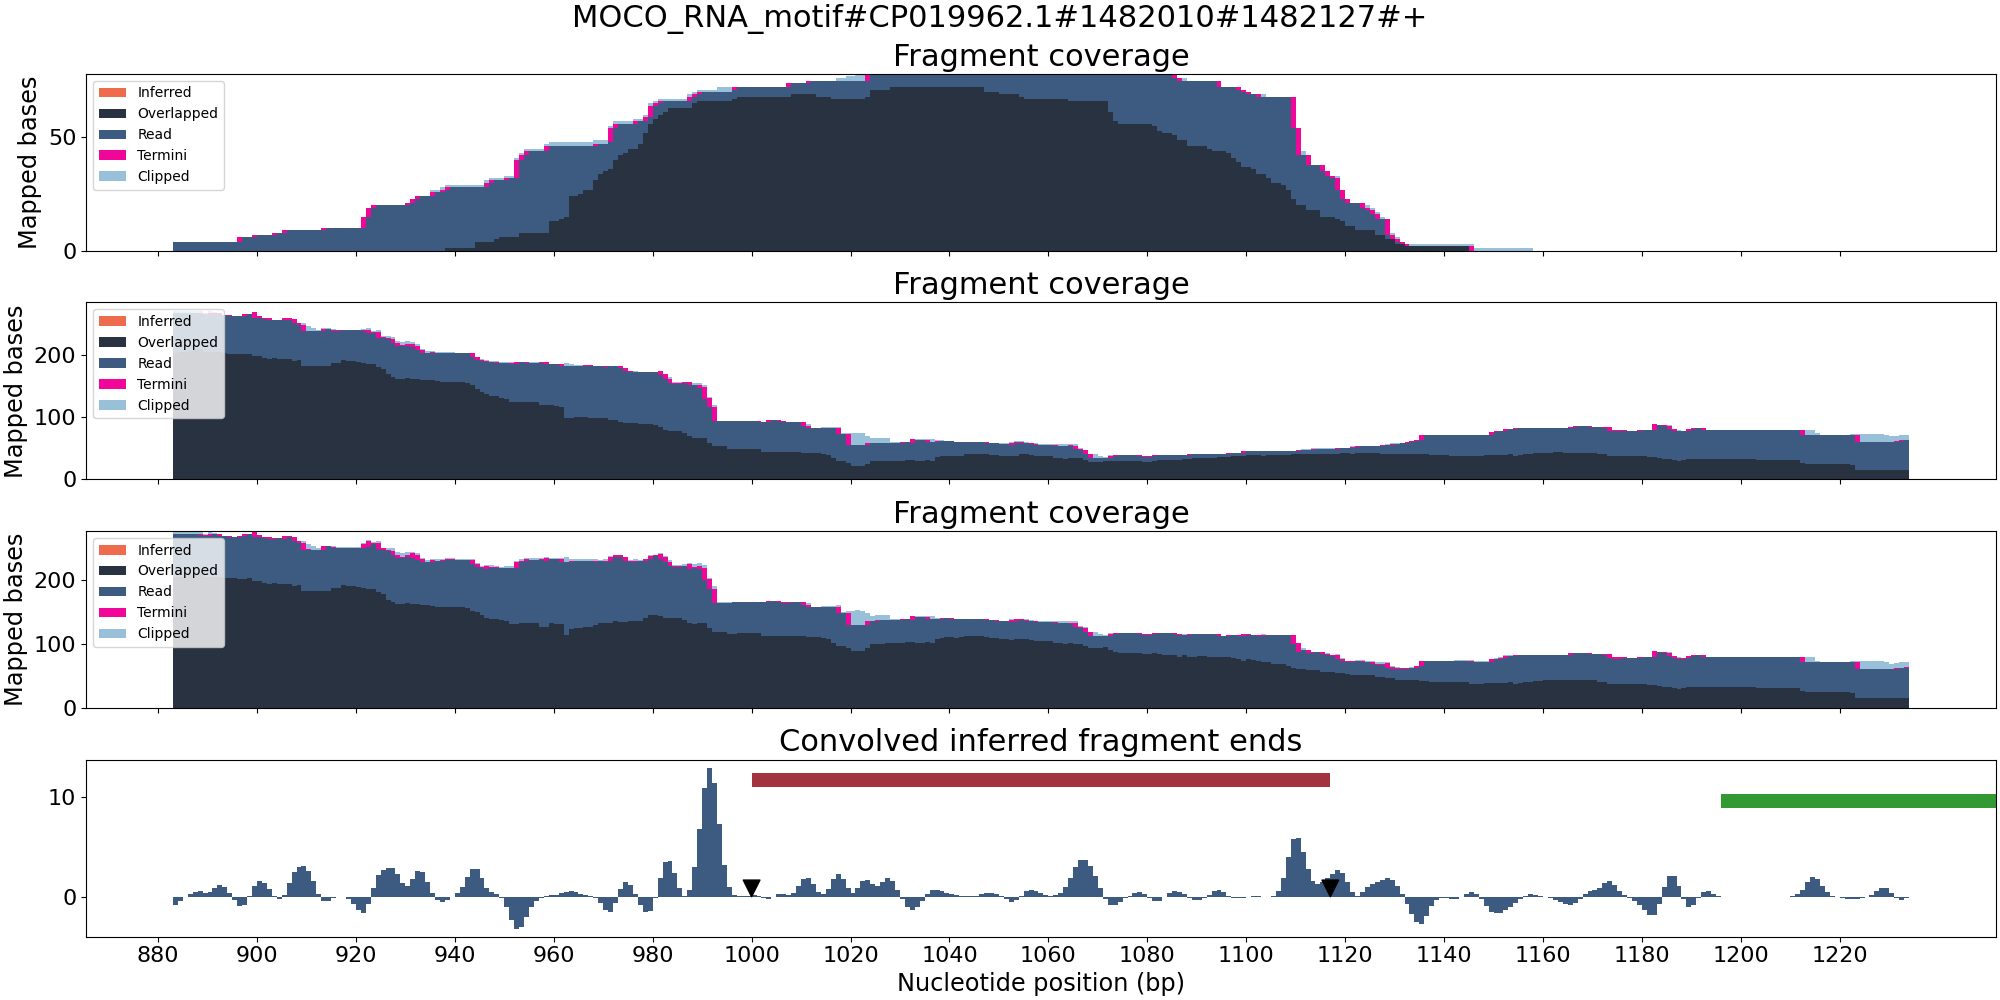 MOCO_RNA_motif#CP019962.1#1482010#1482127#+
Fragment coverage
Mapped bases
50
0
Inferred
Overlapped
Read
Termini
Clipped
Fragment coverage
Mapped bases
200
100
0
Inferred
Overlapped
Read
Termini
Clipped
Fragment coverage
Mapped bases
200
100
0
Inferred
Overlapped
Read
Termini
Clipped
Convolved inferred fragment ends
10
0
880 900 920 940 960 980 1000 1020 1040 1060 1080 1100 1120 1140 1160 1180 1200 1220
Nucleotide position (bp)